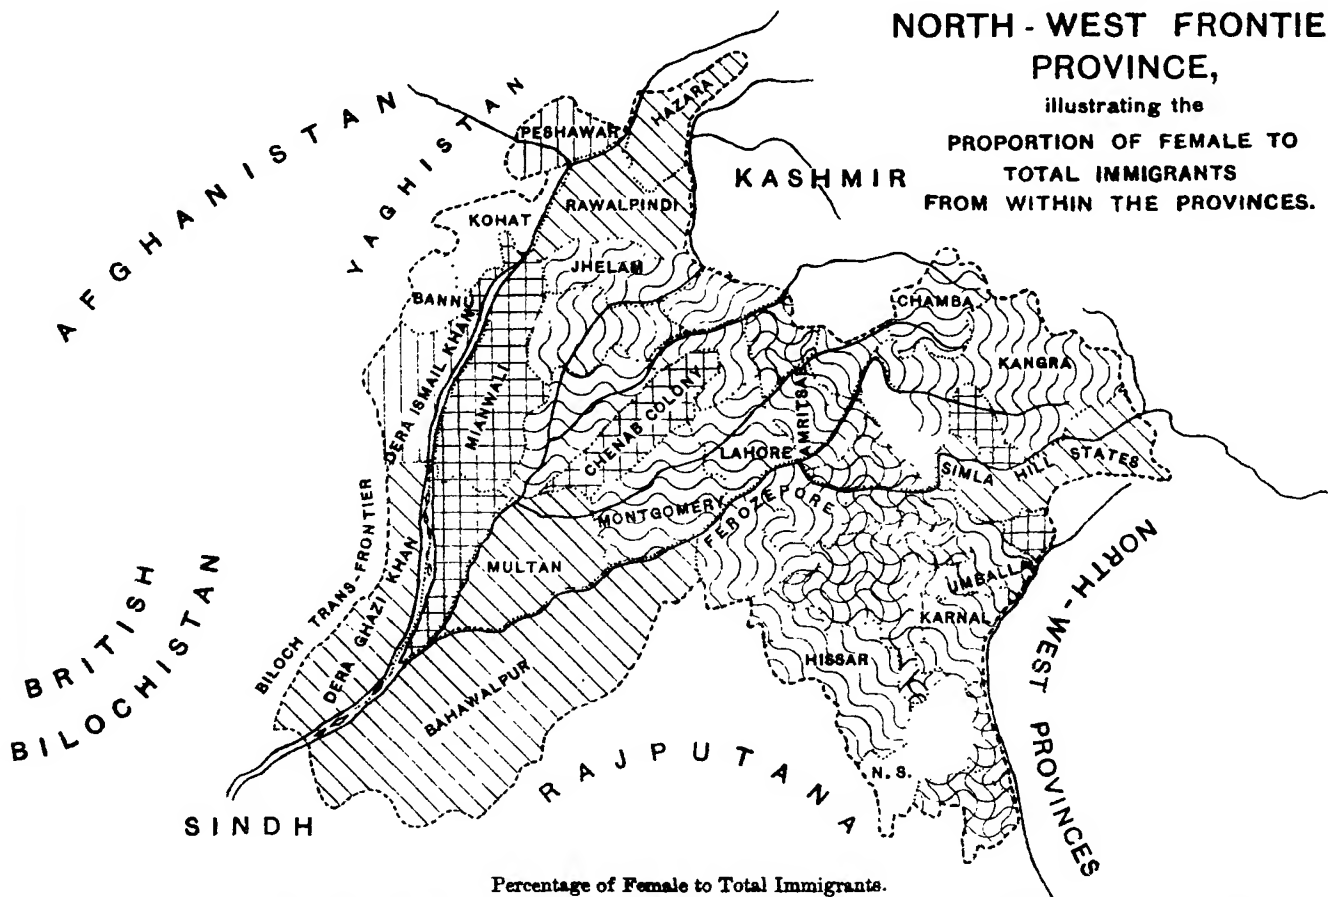 NORTH-WEST FRONTIE
PROVINCE,
illustrating the
PROPORTION OF FEMALE TO
TOTAL IMMIGRANTS
FROM WITHIN THE PROVINCES.
AFGHANISTAN
YAGHISTAN
PESHAWAR
HAZARA
KASHMIR
KOHAT
RAWALPINDI
JHELAM
BANNU
CHAMBA
KANGRA
DERA ISMAIL KHAN
MIANWALI
CHENAB COLONY
AMRITSAR
LAHORE
SIMLA HILL STATES
MONTGOMERY
FEROZEPORE
BILOCH TRANS-FRONTIER
DERA GHAZI KHAN
MULTAN
UMBALLA
KARNAL
NORTH-WEST PROVINCES
BRITISH
BILOCHISTAN
HISSAR
BAHAWALPUR
N. S.
RAJPUTANA
SINDH
Percentage of Female to Total Immigrants.